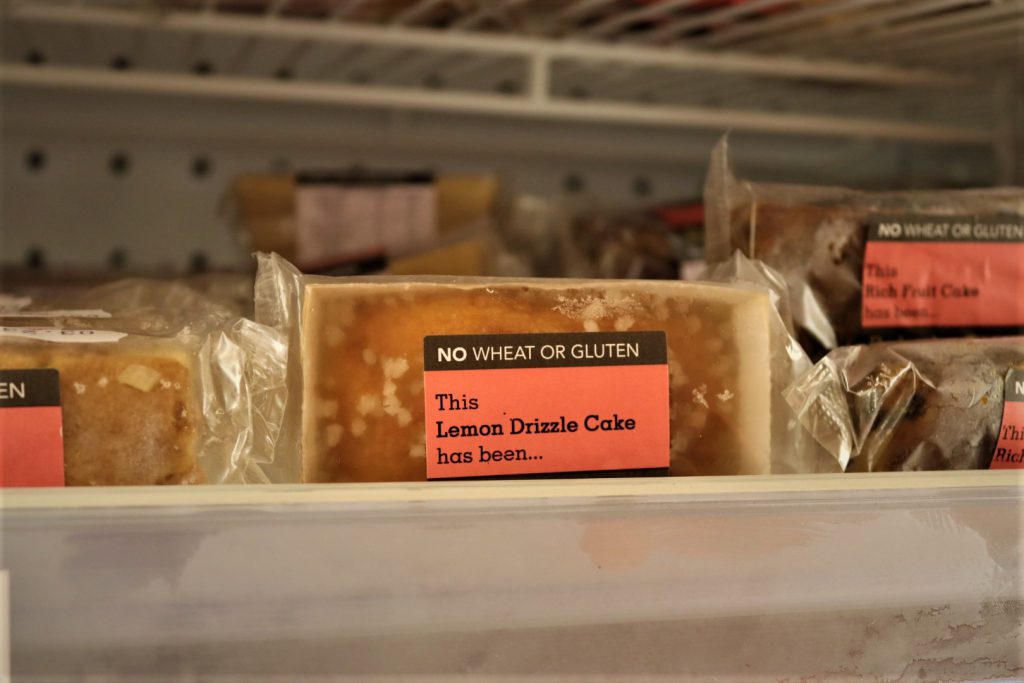 NO WHEAT OR GLUTEN
This
Lemon Drizzle Cake
has been...
NO WHEAT OR GLUTEN
This
Rich Fruit Cake
has been...
EN
N
Thi
Rich